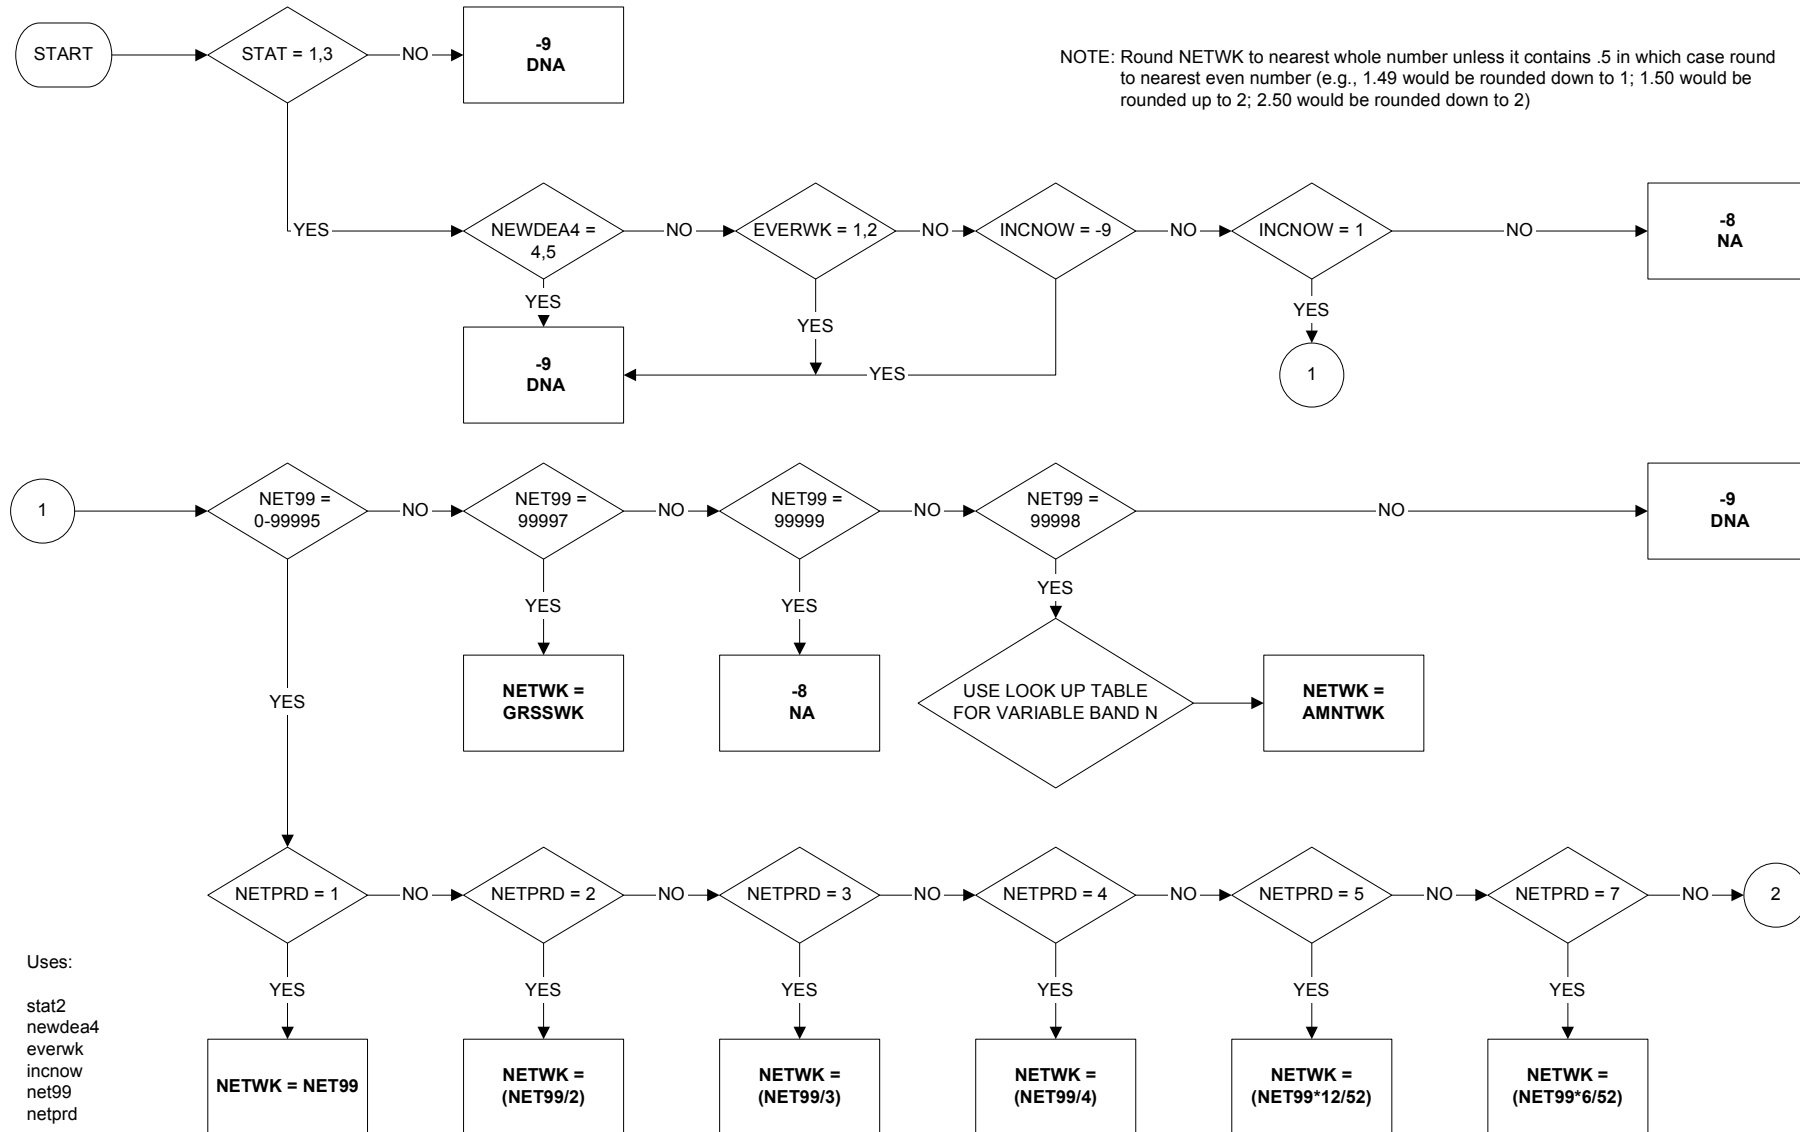 START
STAT = 1,3
NO
-9
DNA
NOTE: Round NETWK to nearest whole number unless it contains .5 in which case round
to nearest even number (e.g., 1.49 would be rounded down to 1; 1.50 would be
rounded up to 2; 2.50 would be rounded down to 2)
YES
NEWDEA4 =
4,5
NO
EVERWK = 1,2
NO
INCNOW = -9
NO
INCNOW = 1
NO
-8
NA
YES
YES
YES
YES
-9
DNA
1
1
NET99 =
0-99995
NO
NET99 =
99997
NO
NET99 =
99999
NO
NET99 =
99998
NO
-9
DNA
YES
YES
YES
YES
NETWK =
GRSSWK
-8
NA
USE LOOK UP TABLE
FOR VARIABLE BAND N
NETWK =
AMNTWK
NETPRD = 1
NO
NETPRD = 2
NO
NETPRD = 3
NO
NETPRD = 4
NO
NETPRD = 5
NO
NETPRD = 7
NO
2
YES
YES
YES
YES
YES
YES
NETWK = NET99
NETWK =
(NET99/2)
NETWK =
(NET99/3)
NETWK =
(NET99/4)
NETWK =
(NET99*12/52)
NETWK =
(NET99*6/52)
Uses:
stat2
newdea4
everwk
incnow
net99
netprd